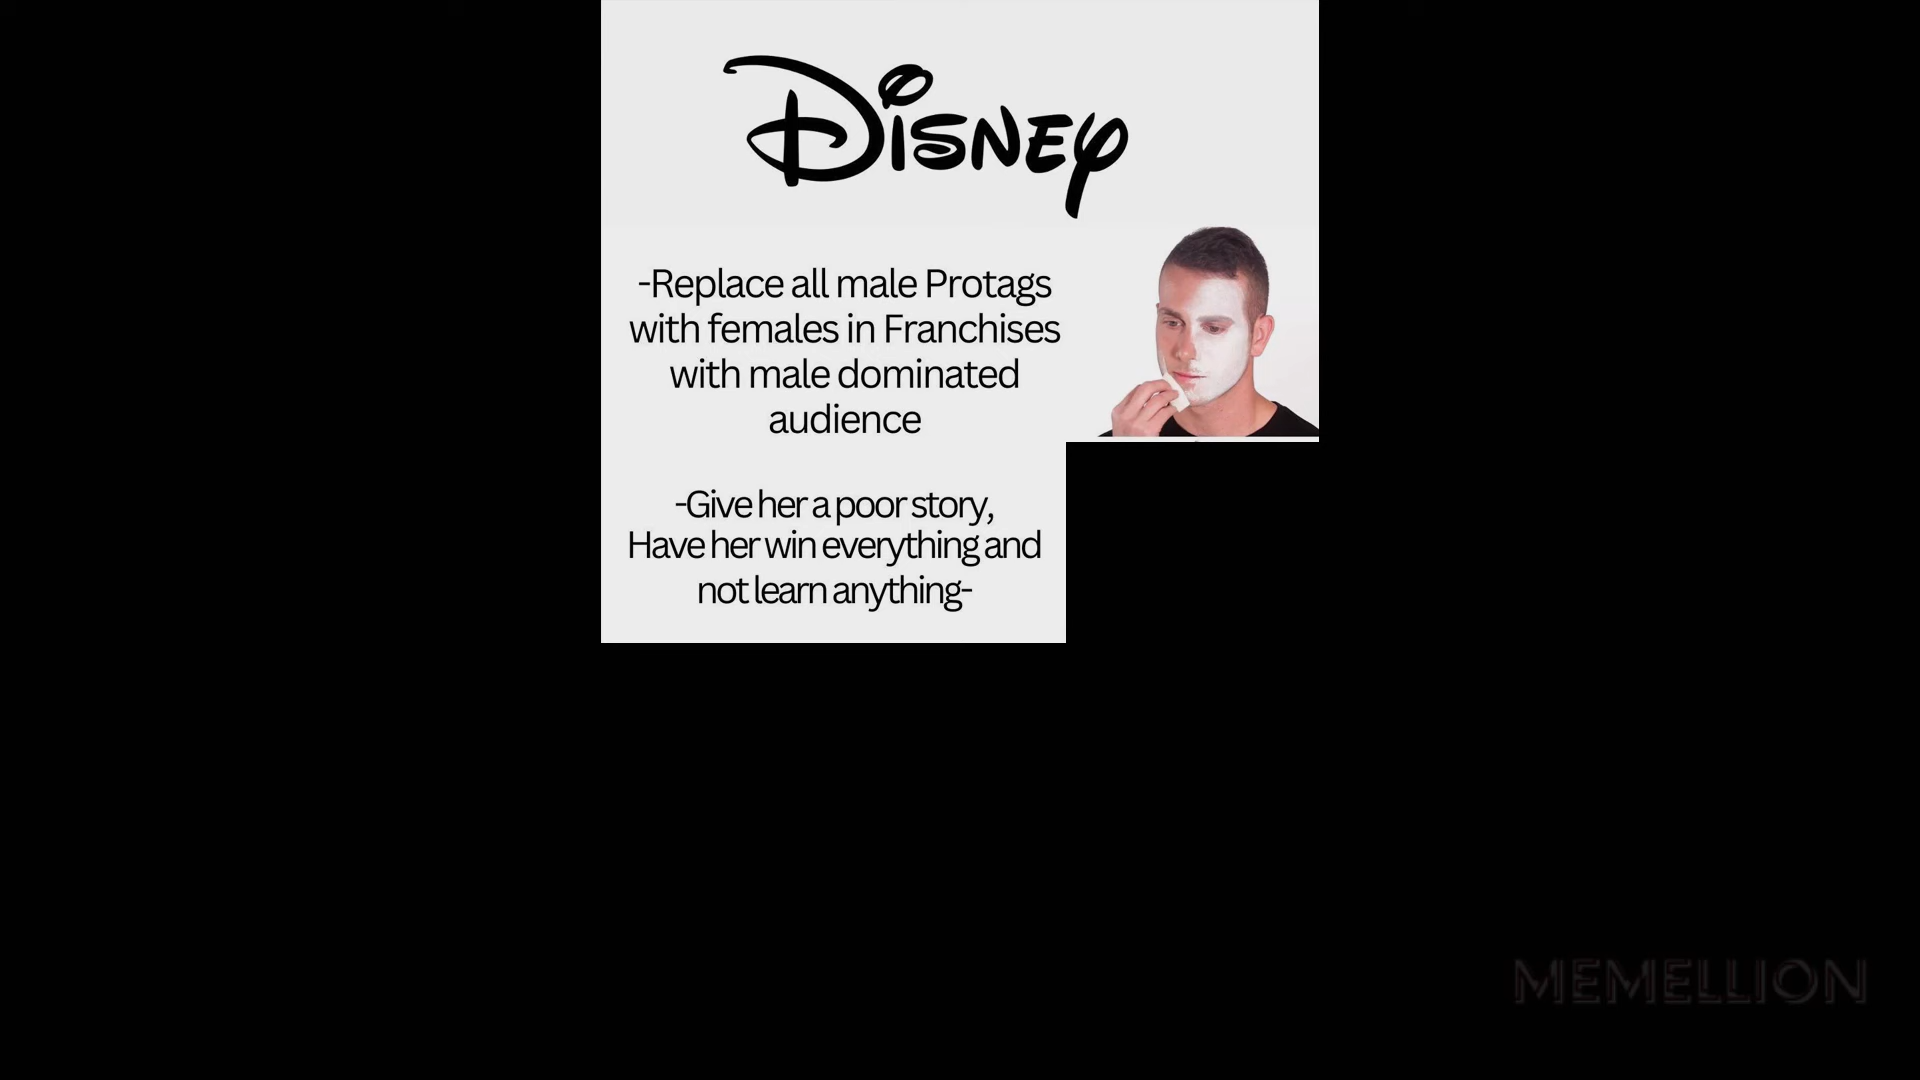 Disney
-Replace all male Protags
with females in Franchises
with male dominated
audience
-Give her a poor story,
Have her win everything and
not learn anything-
MEMELLION